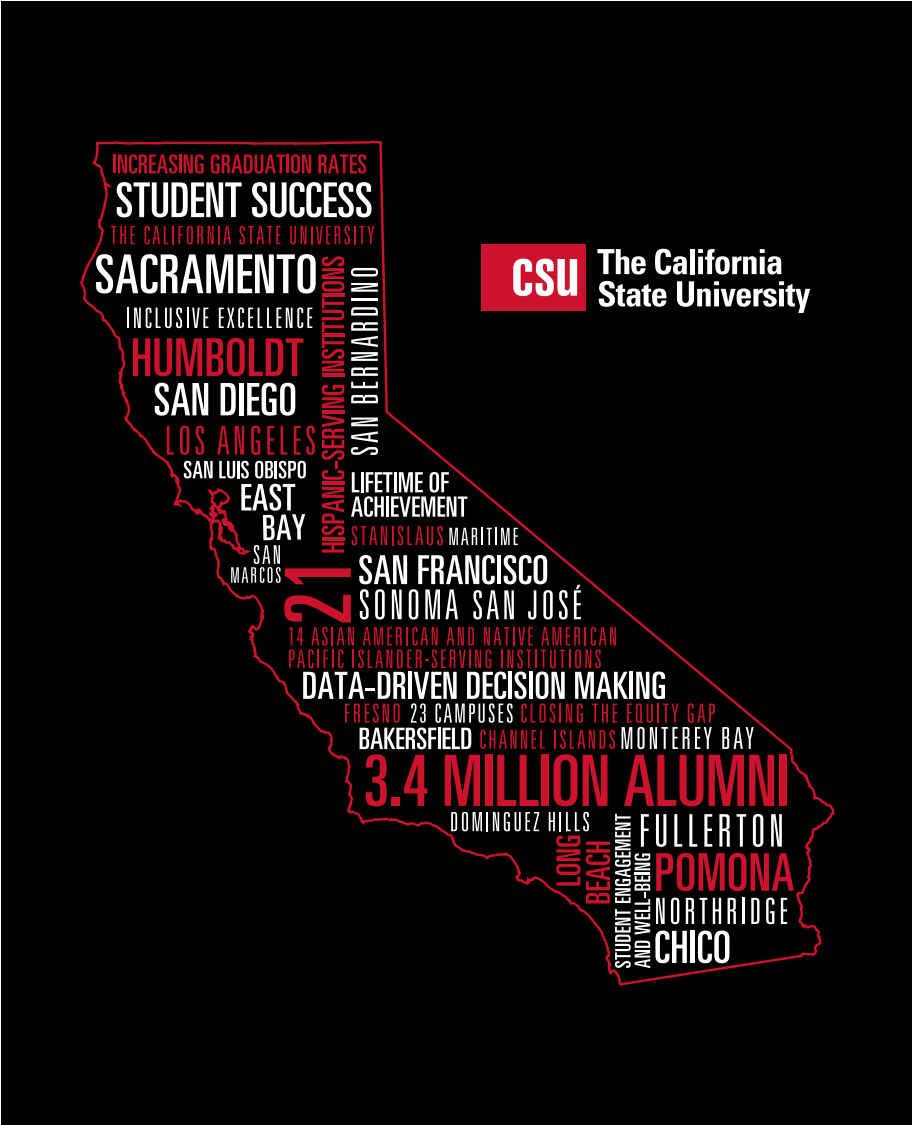 INCREASING GRADUATION RATES
STUDENT SUCCESS
THE CALIFORNIA STATE UNIVERSITY
SACRAMENTO
INCLUSIVE EXCELLENCE
HUMBOLDT
SAN DIEGO
LOS ANGELES
SAN LUIS OBISPO
EAST
BAY
SAN
MARCOS
21
HISPANIC-SERVING INSTITUTIONS
SAN BERNARDINO
CSU
The California
State University
LIFETIME OF
ACHIEVEMENT
STANISLAUS MARITIME
SAN FRANCISCO
SONOMA SAN JOSÉ
14 ASIAN AMERICAN AND NATIVE AMERICAN
PACIFIC ISLANDER-SERVING INSTITUTIONS
DATA-DRIVEN DECISION MAKING
FRESNO 23 CAMPUSES CLOSING THE EQUITY GAP
BAKERSFIELD CHANNEL ISLANDS MONTEREY BAY
3.4 MILLION ALUMNI
DOMINGUEZ HILLS
LONG
BEACH
STUDENT ENGAGEMENT
AND WELL-BEING
FULLERTON
POMONA
NORTHRIDGE
CHICO